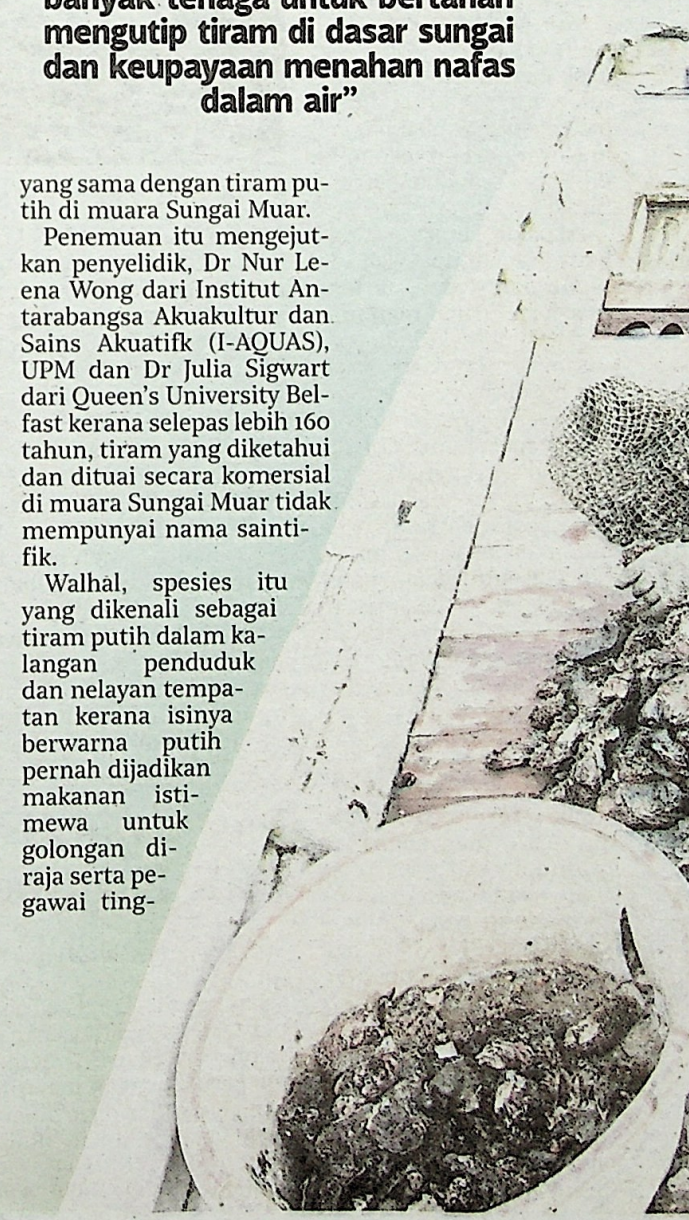 banyak tenaga untuk bertahan
mengutip tiram di dasar sungai
dan keupayaan menahan nafas
dalam air”
yang sama dengan tiram pu-
tih di muara Sungai Muar.
Penemuan itu mengejut-
kan penyelidik, Dr Nur Le-
ena Wong dari Institut An-
tarabangsa Akuakultur dan
Sains Akuatifk (I-AQUAS),
UPM dan Dr Julia Sigwart
dari Queen’s University Bel-
fast kerana selepas lebih 160
tahun, tiram yang diketahui
dan dituai secara komersial
di muara Sungai Muar tidak
mempunyai nama sainti-
fik.
Walhal, spesies itu
yang dikenali sebagai
tiram putih dalam ka-
langan penduduk
dan nelayan tempa-
tan kerana isinya
berwarna putih
pernah dijadikan
makanan isti-
mewa untuk
golongan di-
raja serta pe-
gawai ting-